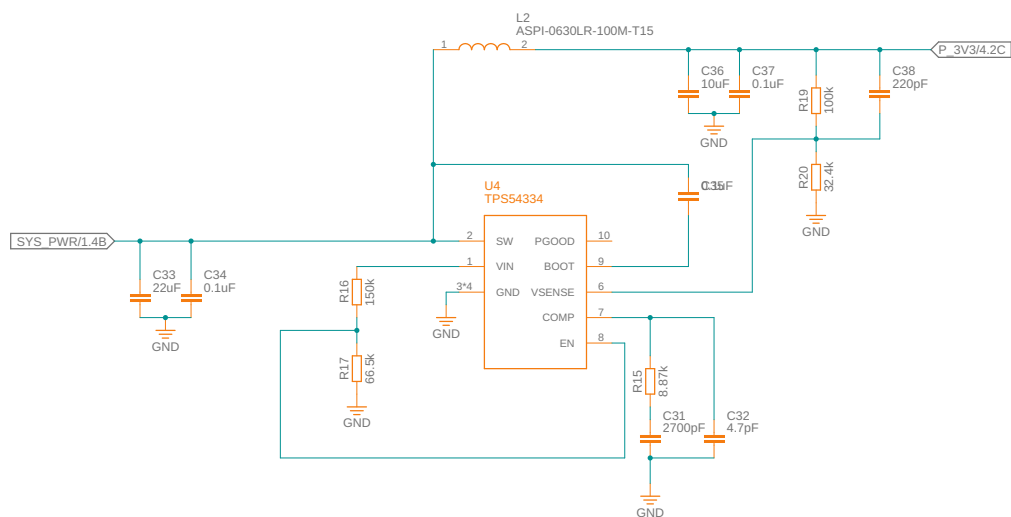 L2
ASPI-0630LR-100M-T15
1
2
P_3V3/4.2C
C36
10uF
C37
0.1uF
R19
100k
C38
220pF
GND
R20
32.4k
GND
C35
0.1uF
U4
TPS54334
SYS_PWR/1.4B
2
SW
PGOOD
10
1
VIN
BOOT
9
3*4
GND
VSENSE
6
COMP
7
EN
8
C33
22uF
C34
0.1uF
GND
R16
150k
GND
R17
66.5k
GND
R15
8.87k
C31
2700pF
C32
4.7pF
GND